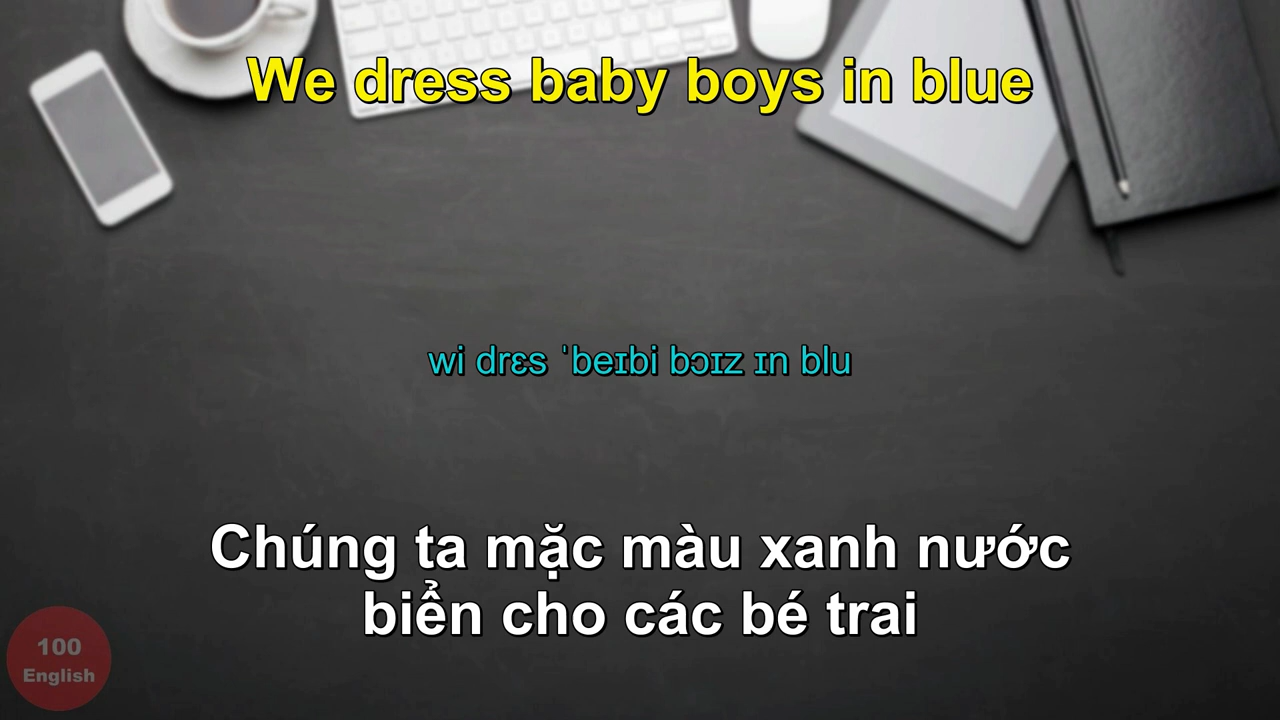 We dress baby boys in blue
wi drɛs ˈbeɪbi bɔɪz ɪn blu
Chúng ta mặc màu xanh nước
biển cho các bé trai
100
English